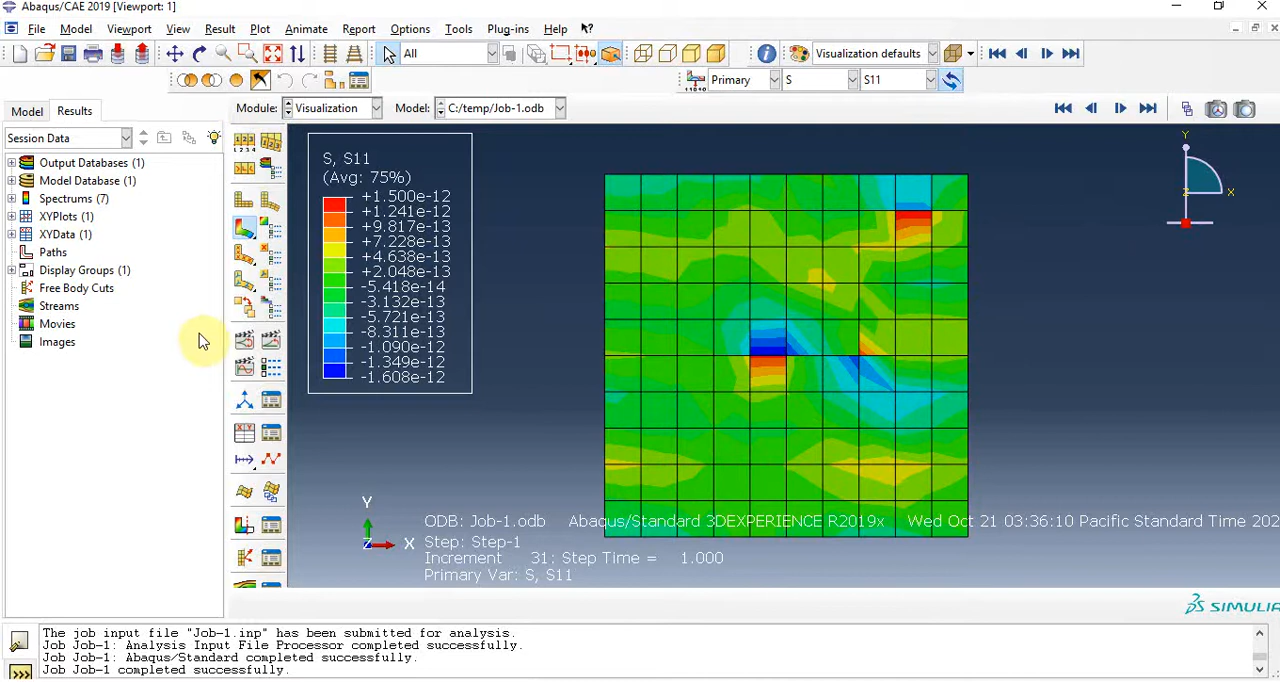 Abaqus/CAE 2019 [Viewport: 1]
File Model Viewport View Result Plot Animate Report Options Tools Plug-ins Help
All Visualization defaults
Primary S S11
Model Results Module: Visualization Model: C:/temp/Job-1.odb
Session Data
Output Databases (1)
Model Database (1)
Spectrums (7)
XYPlots (1)
XYData (1)
Paths
Display Groups (1)
Free Body Cuts
Streams
Movies
Images
S, S11
(Avg: 75%)
+1.500e-12
+1.241e-12
+9.817e-13
+7.228e-13
+4.638e-13
+2.048e-13
-5.418e-14
-3.132e-13
-5.721e-13
-8.311e-13
-1.090e-12
-1.349e-12
-1.608e-12
Y
X
Z
Y
X
Z
ODB: Job-1.odb Abaqus/Standard 3DEXPERIENCE R2019x Wed Oct 21 03:36:10 Pacific Standard Time 202
Step: Step-1
Increment 31: Step Time = 1.000
Primary Var: S, S11
SIMULIA
The job input file "Job-1.inp" has been submitted for analysis.
Job Job-1: Analysis Input File Processor completed successfully.
Job Job-1: Abaqus/Standard completed successfully.
Job Job-1 completed successfully.